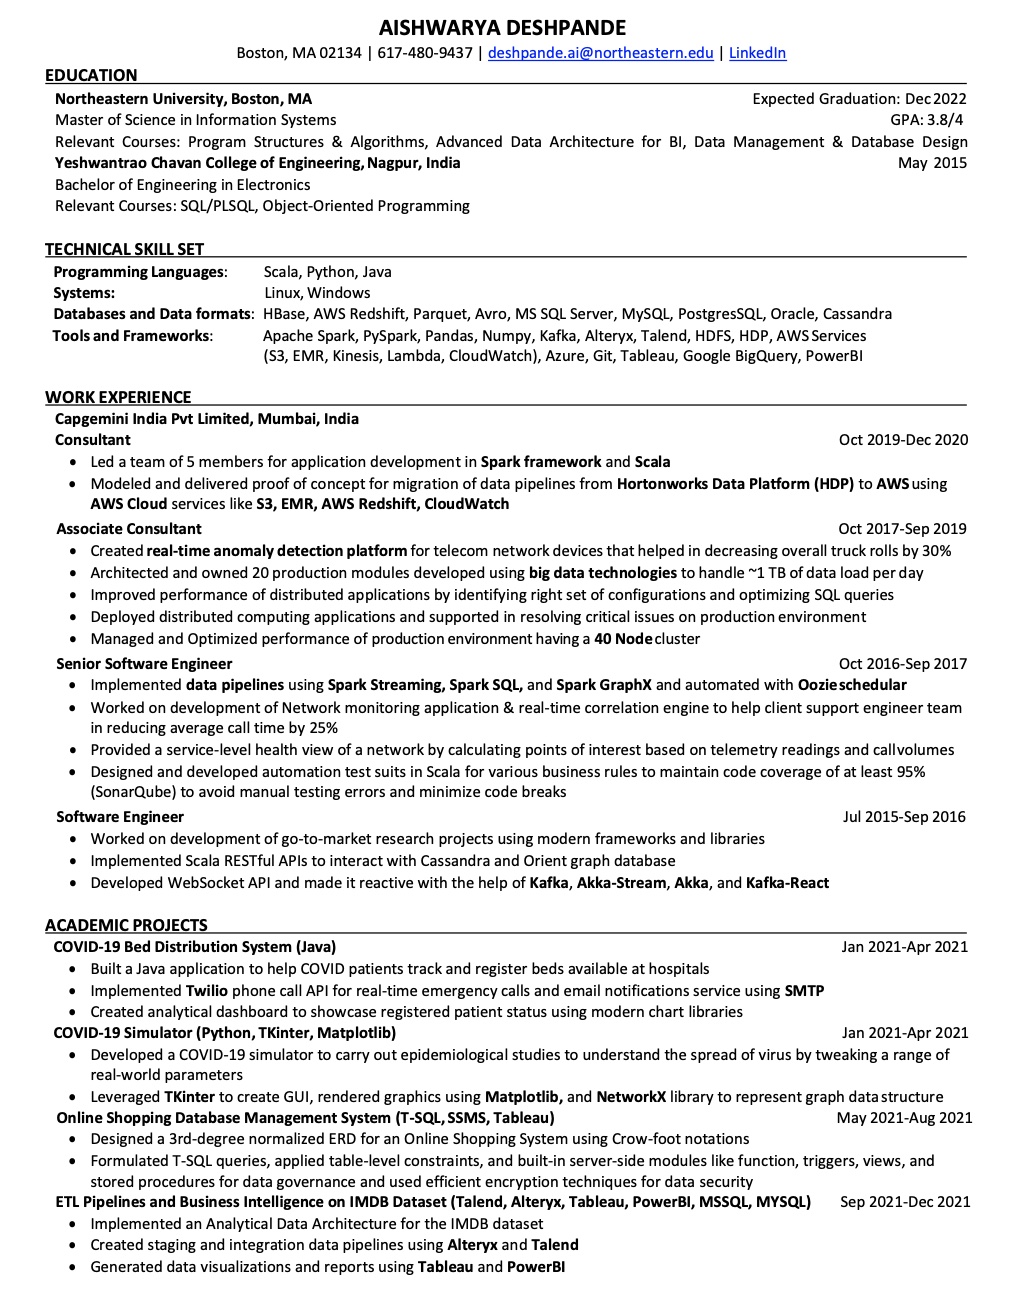 AISHWARYA DESHPANDE
Boston, MA 02134 | 617-480-9437 | deshpande.ai@northeastern.edu | LinkedIn
EDUCATION
Northeastern University, Boston, MA Expected Graduation: Dec 2022
Master of Science in Information Systems GPA: 3.8/4
Relevant Courses: Program Structures & Algorithms, Advanced Data Architecture for BI, Data Management & Database Design
Yeshwantrao Chavan College of Engineering, Nagpur, India May 2015
Bachelor of Engineering in Electronics
Relevant Courses: SQL/PLSQL, Object-Oriented Programming
TECHNICAL SKILL SET
Programming Languages: Scala, Python, Java
Systems: Linux, Windows
Databases and Data formats: HBase, AWS Redshift, Parquet, Avro, MS SQL Server, MySQL, PostgresSQL, Oracle, Cassandra
Tools and Frameworks: Apache Spark, PySpark, Pandas, Numpy, Kafka, Alteryx, Talend, HDFS, HDP, AWS Services
(S3, EMR, Kinesis, Lambda, CloudWatch), Azure, Git, Tableau, Google BigQuery, PowerBI
WORK EXPERIENCE
Capgemini India Pvt Limited, Mumbai, India
Consultant Oct 2019-Dec 2020
• Led a team of 5 members for application development in Spark framework and Scala
• Modeled and delivered proof of concept for migration of data pipelines from Hortonworks Data Platform (HDP) to AWS using
AWS Cloud services like S3, EMR, AWS Redshift, CloudWatch
Associate Consultant Oct 2017-Sep 2019
• Created real-time anomaly detection platform for telecom network devices that helped in decreasing overall truck rolls by 30%
• Architected and owned 20 production modules developed using big data technologies to handle ~1 TB of data load per day
• Improved performance of distributed applications by identifying right set of configurations and optimizing SQL queries
• Deployed distributed computing applications and supported in resolving critical issues on production environment
• Managed and Optimized performance of production environment having a 40 Node cluster
Senior Software Engineer Oct 2016-Sep 2017
• Implemented data pipelines using Spark Streaming, Spark SQL, and Spark GraphX and automated with Oozie schedular
• Worked on development of Network monitoring application & real-time correlation engine to help client support engineer team
in reducing average call time by 25%
• Provided a service-level health view of a network by calculating points of interest based on telemetry readings and call volumes
• Designed and developed automation test suits in Scala for various business rules to maintain code coverage of at least 95%
(SonarQube) to avoid manual testing errors and minimize code breaks
Software Engineer Jul 2015-Sep 2016
• Worked on development of go-to-market research projects using modern frameworks and libraries
• Implemented Scala RESTful APIs to interact with Cassandra and Orient graph database
• Developed WebSocket API and made it reactive with the help of Kafka, Akka-Stream, Akka, and Kafka-React
ACADEMIC PROJECTS
COVID-19 Bed Distribution System (Java) Jan 2021-Apr 2021
• Built a Java application to help COVID patients track and register beds available at hospitals
• Implemented Twilio phone call API for real-time emergency calls and email notifications service using SMTP
• Created analytical dashboard to showcase registered patient status using modern chart libraries
COVID-19 Simulator (Python, TKinter, Matplotlib) Jan 2021-Apr 2021
• Developed a COVID-19 simulator to carry out epidemiological studies to understand the spread of virus by tweaking a range of
real-world parameters
• Leveraged TKinter to create GUI, rendered graphics using Matplotlib, and NetworkX library to represent graph data structure
Online Shopping Database Management System (T-SQL, SSMS, Tableau) May 2021-Aug 2021
• Designed a 3rd-degree normalized ERD for an Online Shopping System using Crow-foot notations
• Formulated T-SQL queries, applied table-level constraints, and built-in server-side modules like function, triggers, views, and
stored procedures for data governance and used efficient encryption techniques for data security
ETL Pipelines and Business Intelligence on IMDB Dataset (Talend, Alteryx, Tableau, PowerBI, MSSQL, MYSQL) Sep 2021-Dec 2021
• Implemented an Analytical Data Architecture for the IMDB dataset
• Created staging and integration data pipelines using Alteryx and Talend
• Generated data visualizations and reports using Tableau and PowerBI